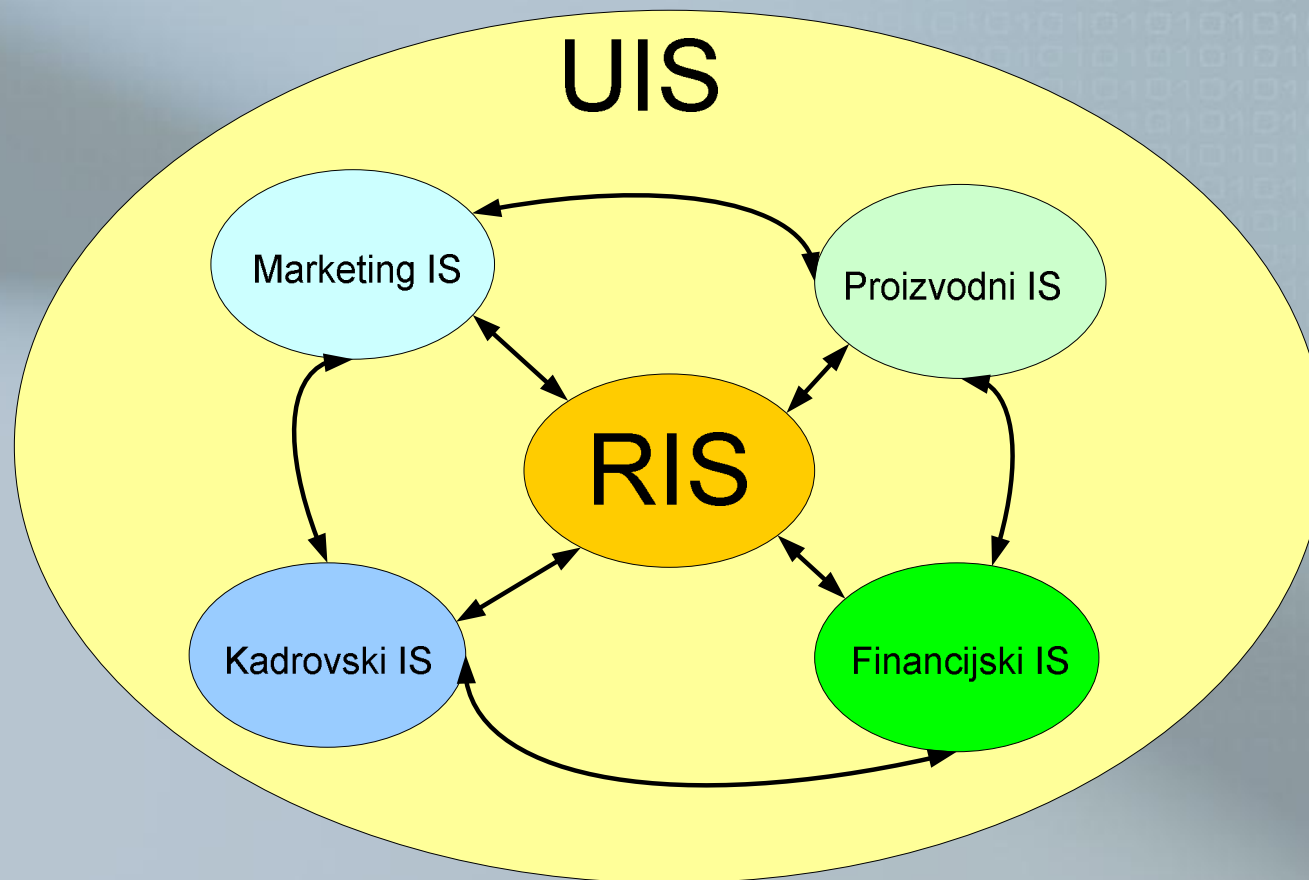 UIS
Marketing IS
Proizvodni IS
RIS
Kadrovski IS
Financijski IS